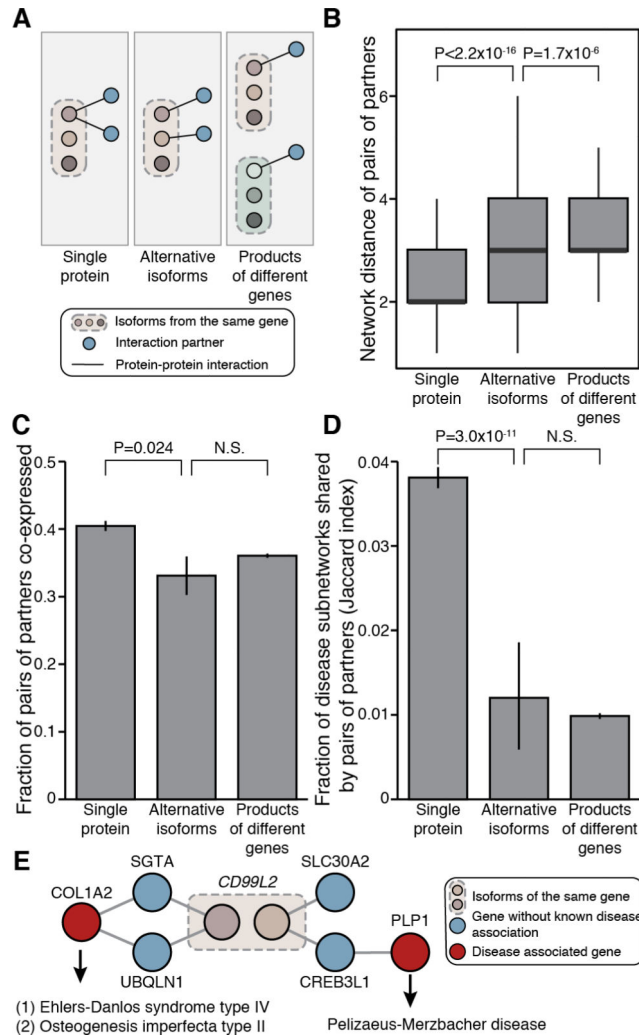 A
Single
protein
Alternative
isoforms
Products
of different
genes
Isoforms from the same gene
Interaction partner
Protein-protein interaction
B
P<2.2x10-16
P=1.7x10-6
Network distance of pairs of partners
6
4
2
Single
protein
Alternative
isoforms
Products
of different
genes
C
P=0.024
N.S.
Fraction of pairs of partners co-expressed
0.5
0.4
0.3
0.2
0.1
0
Single
protein
Alternative
isoforms
Products
of different
genes
D
P=3.0x10-11
N.S.
Fraction of disease subnetworks shared
by pairs of partners (Jaccard index)
0.04
0.03
0.02
0.010
0
Single
protein
Alternative
isoforms
Products
of different
genes
E
COL1A2
SGTA
UBQLN1
CD99L2
SLC30A2
CREB3L1
PLP1
(1) Ehlers-Danlos syndrome type IV
(2) Osteogenesis imperfecta type II
Pelizaeus-Merzbacher disease
Isoforms of the same gene
Gene without known disease
association
Disease associated gene